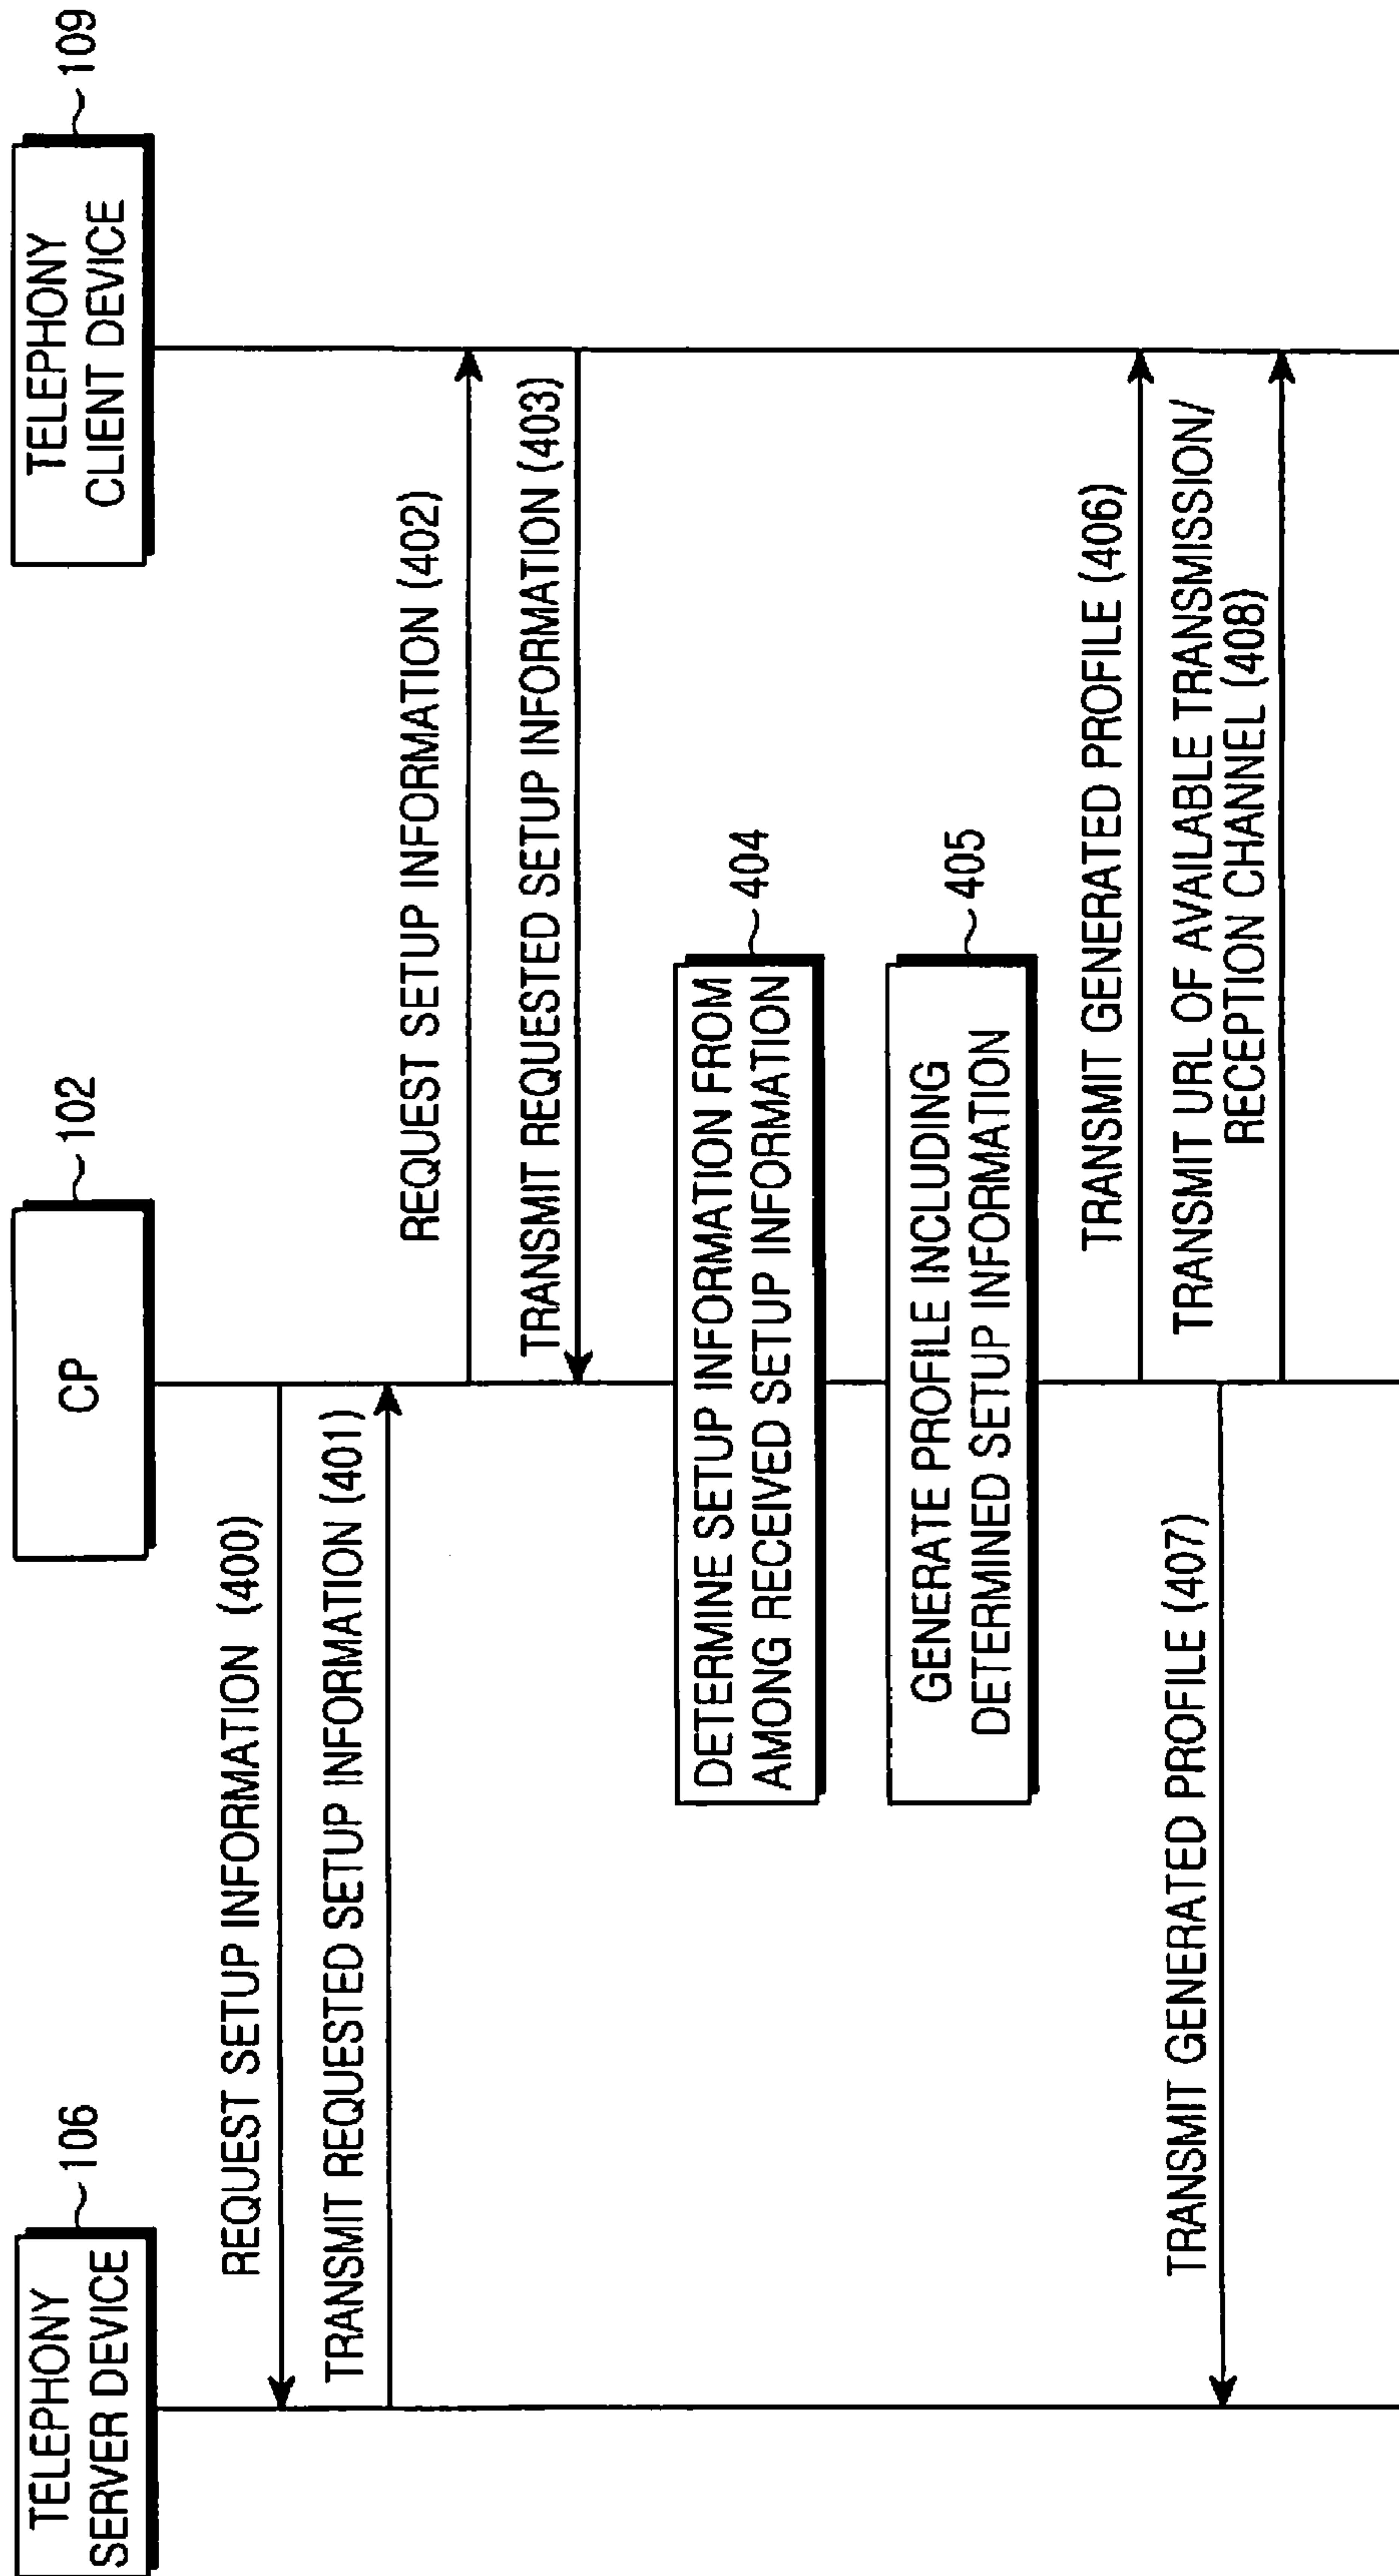 TELEPHONY
SERVER DEVICE
106
CP
102
TELEPHONY
CLIENT DEVICE
109
REQUEST SETUP INFORMATION (400)
TRANSMIT REQUESTED SETUP INFORMATION (401)
REQUEST SETUP INFORMATION (402)
TRANSMIT REQUESTED SETUP INFORMATION (403)
DETERMINE SETUP INFORMATION FROM
AMONG RECEIVED SETUP INFORMATION
404
GENERATE PROFILE INCLUDING
DETERMINED SETUP INFORMATION
405
TRANSMIT GENERATED PROFILE (406)
TRANSMIT GENERATED PROFILE (407)
TRANSMIT URL OF AVAILABLE TRANSMISSION/
RECEPTION CHANNEL (408)